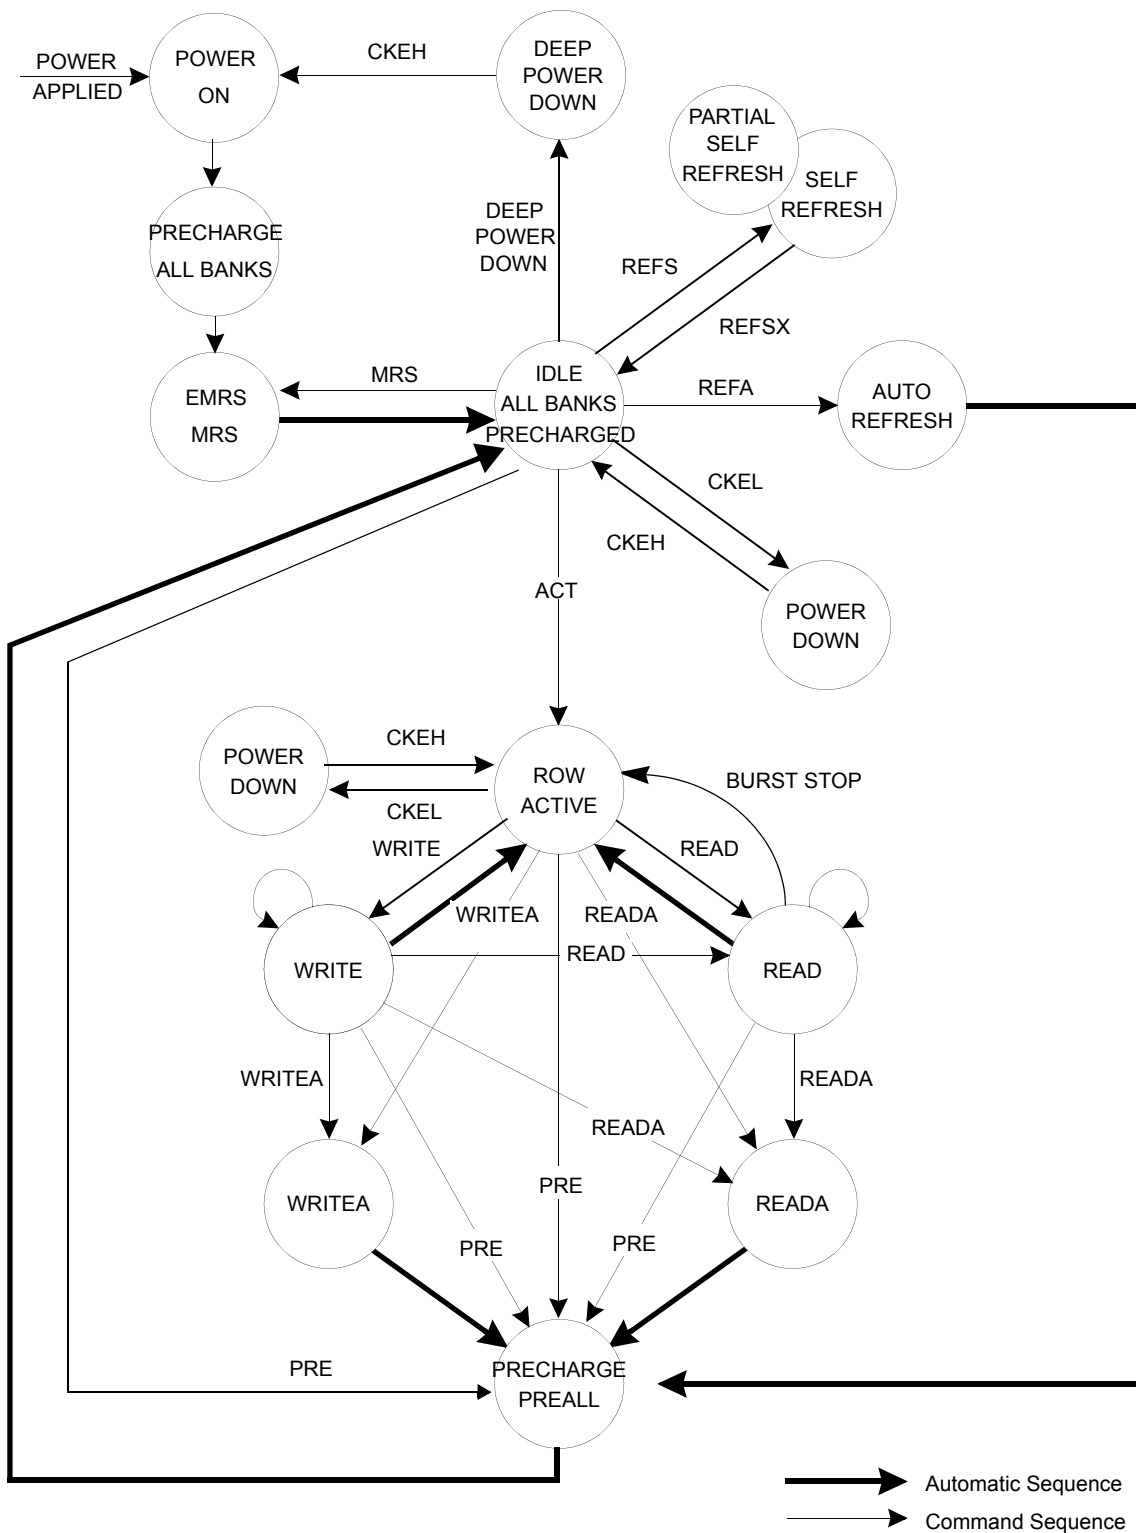 POWER
APPLIED
POWER
ON
CKEH
DEEP
POWER
DOWN
PARTIAL
SELF
REFRESH
SELF
REFRESH
PRECHARGE
ALL BANKS
DEEP
POWER
DOWN
REFS
REFSX
EMRS
MRS
MRS
IDLE
ALL BANKS
PRECHARGED
REFA
AUTO
REFRESH
CKEL
CKEH
ACT
POWER
DOWN
POWER
DOWN
CKEH
CKEL
ROW
ACTIVE
BURST STOP
WRITE
READ
WRITEA
READA
WRITE
READ
READ
WRITEA
READA
READA
WRITEA
PRE
READA
PRE
PRE
PRE
PRECHARGE
PREALL
Automatic Sequence
Command Sequence